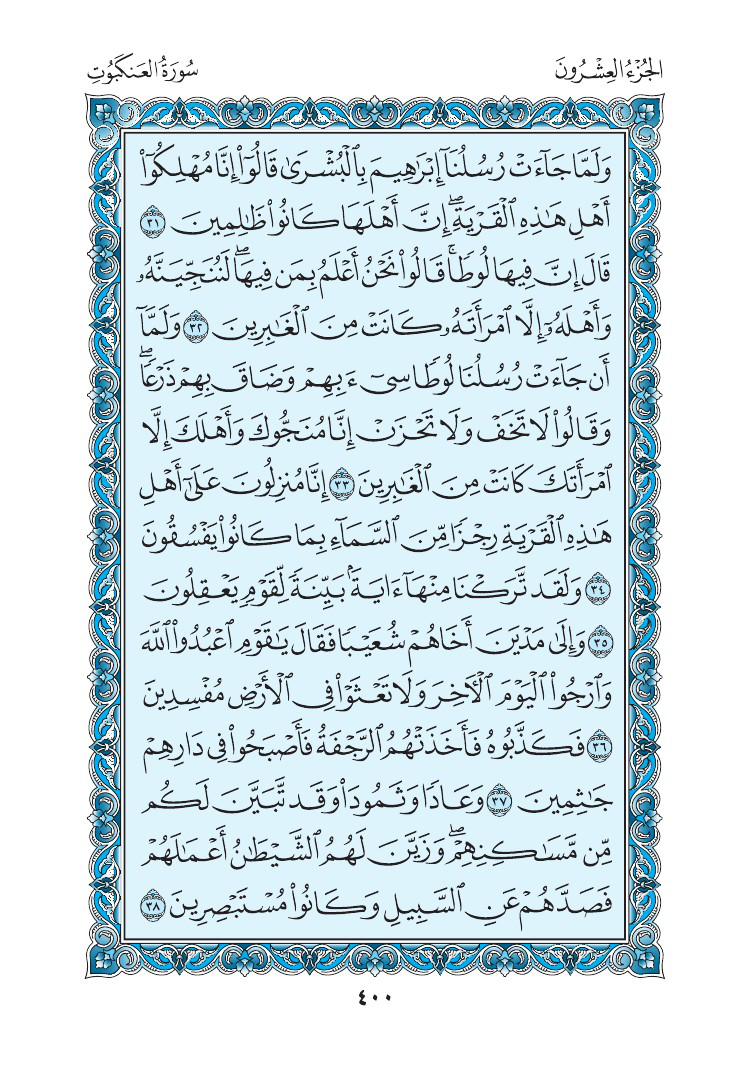 الجُزْءُ العِشْرُونَ
سُورَةُ العَنكَبُوتِ
وَلَمَّا جَآءَتْ رُسُلُنَآ إِبْرَٰهِيمَ بِٱلْبُشْرَىٰ قَالُوٓا۟ إِنَّا مُهْلِكُوٓا۟
أَهْلِ هَٰذِهِ ٱلْقَرْيَةِ ۖ إِنَّ أَهْلَهَا كَانُوا۟ ظَٰلِمِينَ ٣١
قَالَ إِنَّ فِيهَا لُوطًا ۚ قَالُوا۟ نَحْنُ أَعْلَمُ بِمَن فِيهَا ۖ لَنُنَجِّيَنَّهُۥ
وَأَهْلَهُۥٓ إِلَّا ٱمْرَأَتَهُۥ كَانَتْ مِنَ ٱلْغَٰبِرِينَ ٣٢ وَلَمَّآ
أَن جَآءَتْ رُسُلُنَا لُوطًا سِىٓءَ بِهِمْ وَضَاقَ بِهِمْ ذَرْعًا ۖ
وَقَالُوا۟ لَا تَخَفْ وَلَا تَحْزَنْ إِنَّا مُنَجُّوكَ وَأَهْلَكَ إِلَّا
ٱمْرَأَتَكَ كَانَتْ مِنَ ٱلْغَٰبِرِينَ ٣٣ إِنَّا مُنزِلُونَ عَلَىٰٓ أَهْلِ
هَٰذِهِ ٱلْقَرْيَةِ رِجْزًا مِّنَ ٱلسَّمَآءِ بِمَا كَانُوا۟ يَفْسُقُونَ
٣٤ وَلَقَد تَّرَكْنَا مِنْهَآ ءَايَةًۢ بَيِّنَةً لِّقَوْمٍ يَعْقِلُونَ
٣٥ وَإِلَىٰ مَدْيَنَ أَخَاهُمْ شُعَيْبًا فَقَالَ يَٰقَوْمِ ٱعْبُدُوا۟ ٱللَّهَ
وَٱرْجُوا۟ ٱلْيَوْمَ ٱلْءَاخِرَ وَلَا تَعْثَوْا۟ فِى ٱلْأَرْضِ مُفْسِدِينَ
٣٦ فَكَذَّبُوهُ فَأَخَذَتْهُمُ ٱلرَّجْفَةُ فَأَصْبَحُوا۟ فِى دَارِهِمْ
جَٰثِمِينَ ٣٧ وَعَادًا وَثَمُودَا۟ وَقَد تَّبَيَّنَ لَكُم
مِّن مَّسَٰكِنِهِمْ ۖ وَزَيَّنَ لَهُمُ ٱلشَّيْطَٰنُ أَعْمَٰلَهُمْ
فَصَدَّهُمْ عَنِ ٱلسَّبِيلِ وَكَانُوا۟ مُسْتَبْصِرِينَ ٣٨
٤٠٠